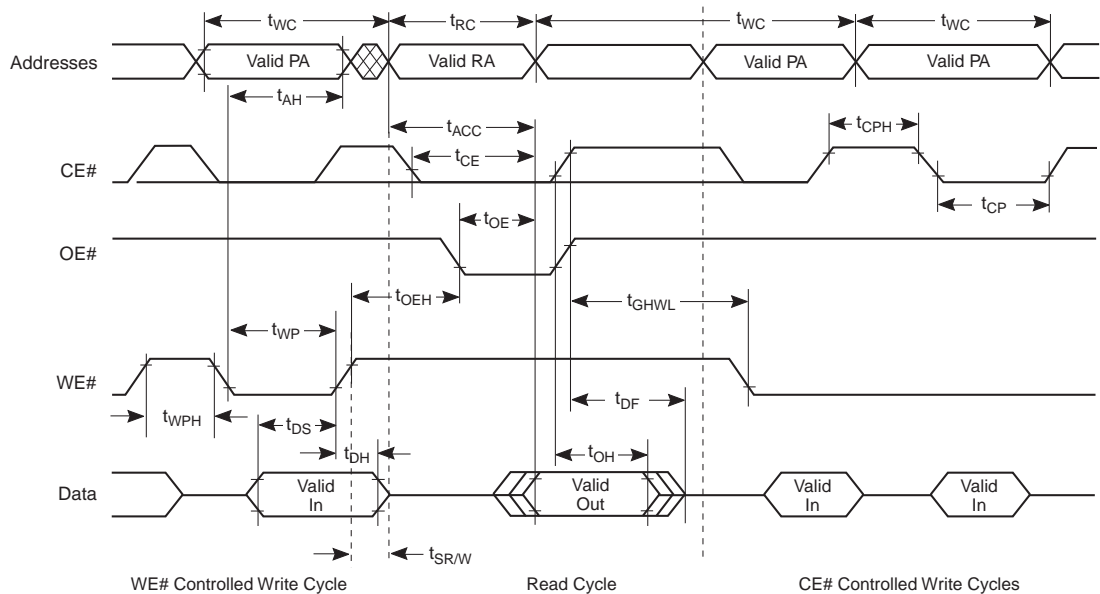 tWC tRC tWC tWC
Addresses Valid PA Valid RA Valid PA Valid PA
tAH
tACC tCPH
CE# tCE
tCP
tOE
OE#
tOEH tGHWL
tWP
WE#
tWPH tDS tDF
tDH tOH
Data Valid In Valid Out Valid In Valid In
tSR/W
WE# Controlled Write Cycle Read Cycle CE# Controlled Write Cycles